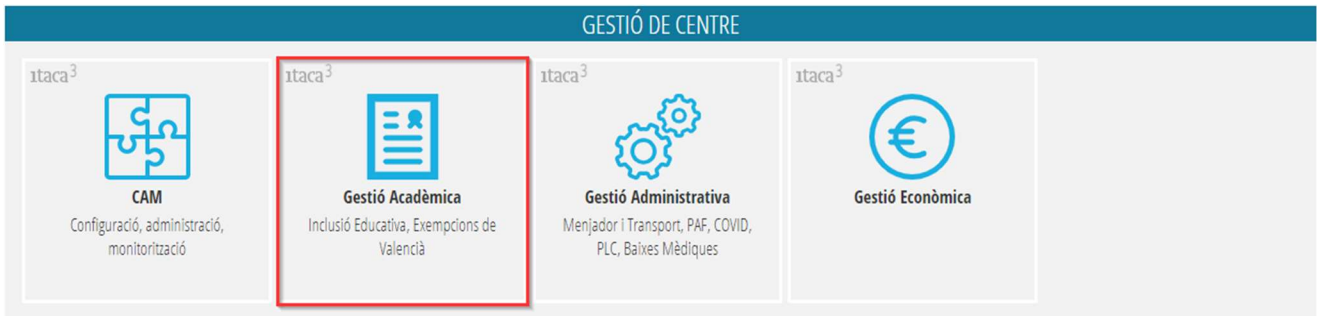 GESTIÓ DE CENTRE
ıtaca3
CAM
Configuració, administració,
monitorització
ıtaca3
Gestió Acadèmica
Inclusió Educativa, Exempcions de
Valencià
ıtaca3
Gestió Administrativa
Menjador i Transport, PAF, COVID,
PLC, Baixes Mèdiques
ıtaca3
Gestió Econòmica